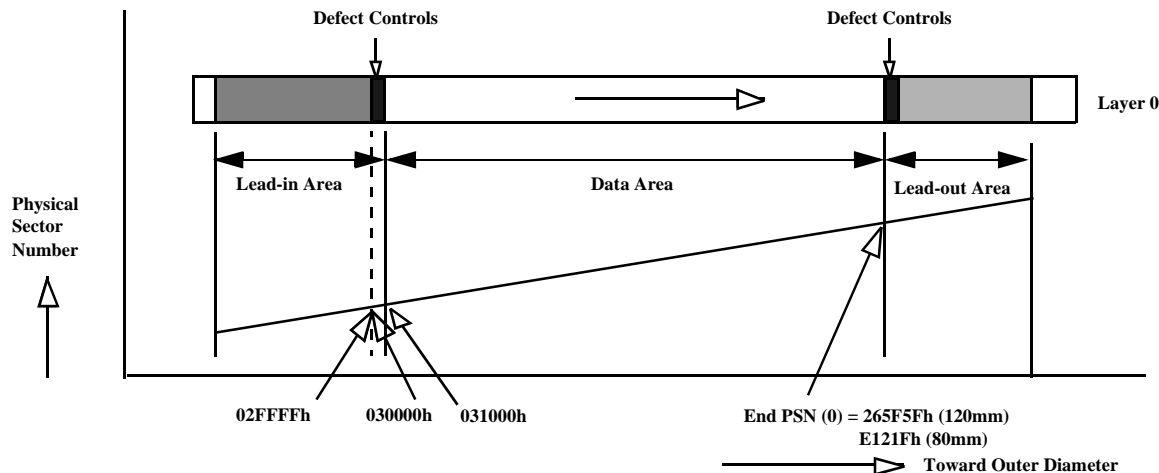 Defect Controls
Defect Controls
Layer 0
Lead-in Area
Data Area
Lead-out Area
Physical
Sector
Number
02FFFFh
030000h
031000h
End PSN (0) = 265F5Fh (120mm)
E121Fh (80mm)
Toward Outer Diameter